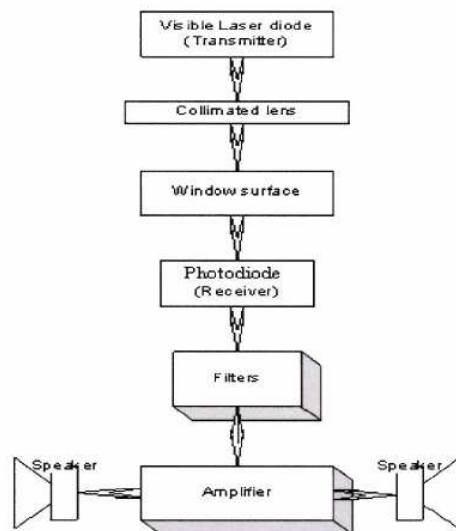 Visible Laser diode
(Transmitter)
Collimated lens
Window surface
Photodiode
(Receiver)
Filters
Speaker
Speaker
Amplifier